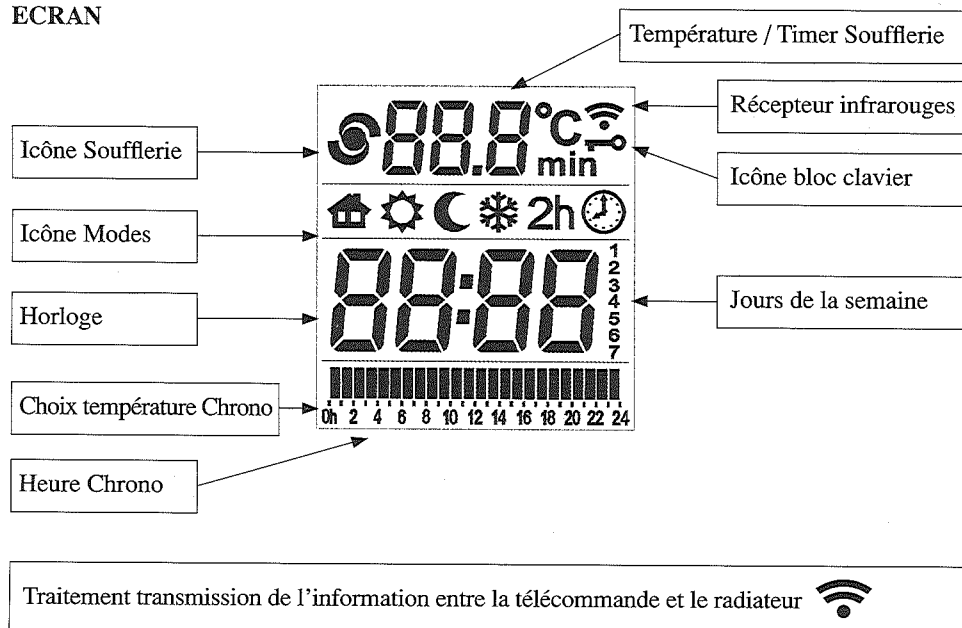 ECRAN
Température / Timer Soufflerie
Récepteur infrarouges
Icône Soufflerie
88.8 °C
min
Icône bloc clavier
Icône Modes
2h
Horloge
88:88
1
2
3
4
5
6
7
Jours de la semaine
Choix température Chrono
0h 2 4 6 8 10 12 14 16 18 20 22 24
Heure Chrono
Traitement transmission de l'information entre la télécommande et le radiateur